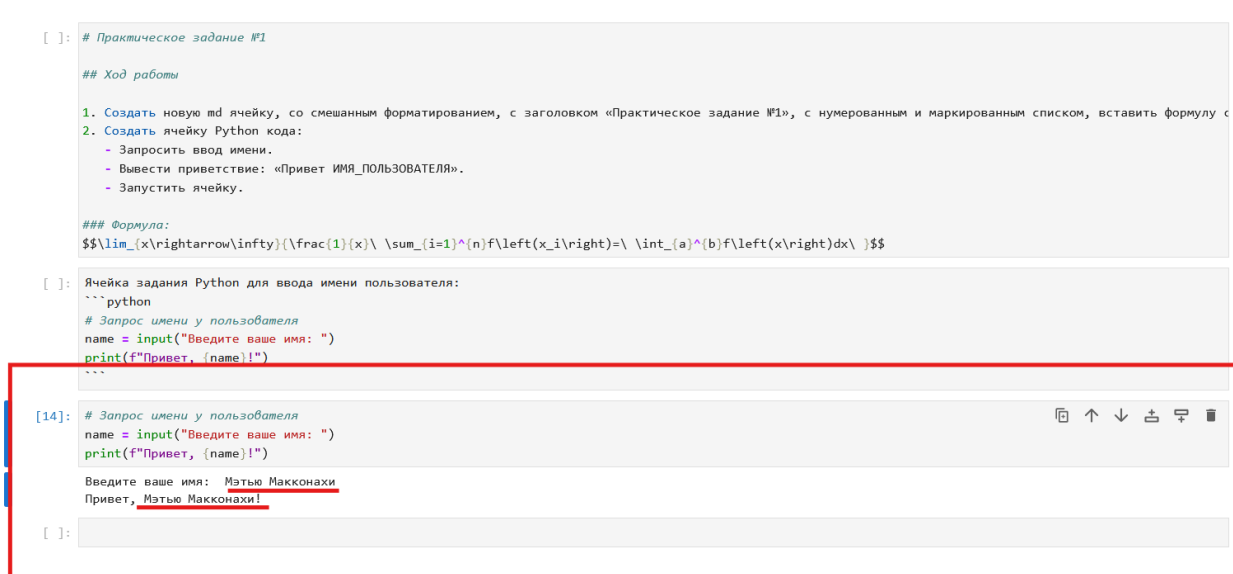 [ ]: # Практическое задание №1
## Ход работы
1. Создать новую md ячейку, со смешанным форматированием, с заголовком «Практическое задание №1», с нумерованным и маркированным списком, вставить формулу
2. Создать ячейку Python кода:
- Запросить ввод имени.
- Вывести приветствие: «Привет ИМЯ_ПОЛЬЗОВАТЕЛЯ».
- Запустить ячейку.
### Формула:
$$\lim_{x\rightarrow\infty}{\frac{1}{x}\ \sum_{i=1}^{n}f\left(x_i\right)=\ \int_{a}^{b}f\left(x\right)dx\ }$$
[ ]: Ячейка задания Python для ввода имени пользователя:
```python
# Запрос имени у пользователя
name = input("Введите ваше имя: ")
print(f"Привет, {name}!")
```
[14]: # Запрос имени у пользователя
name = input("Введите ваше имя: ")
print(f"Привет, {name}!")
Введите ваше имя: Мэтью Макконахи
Привет, Мэтью Макконахи!
[ ]: